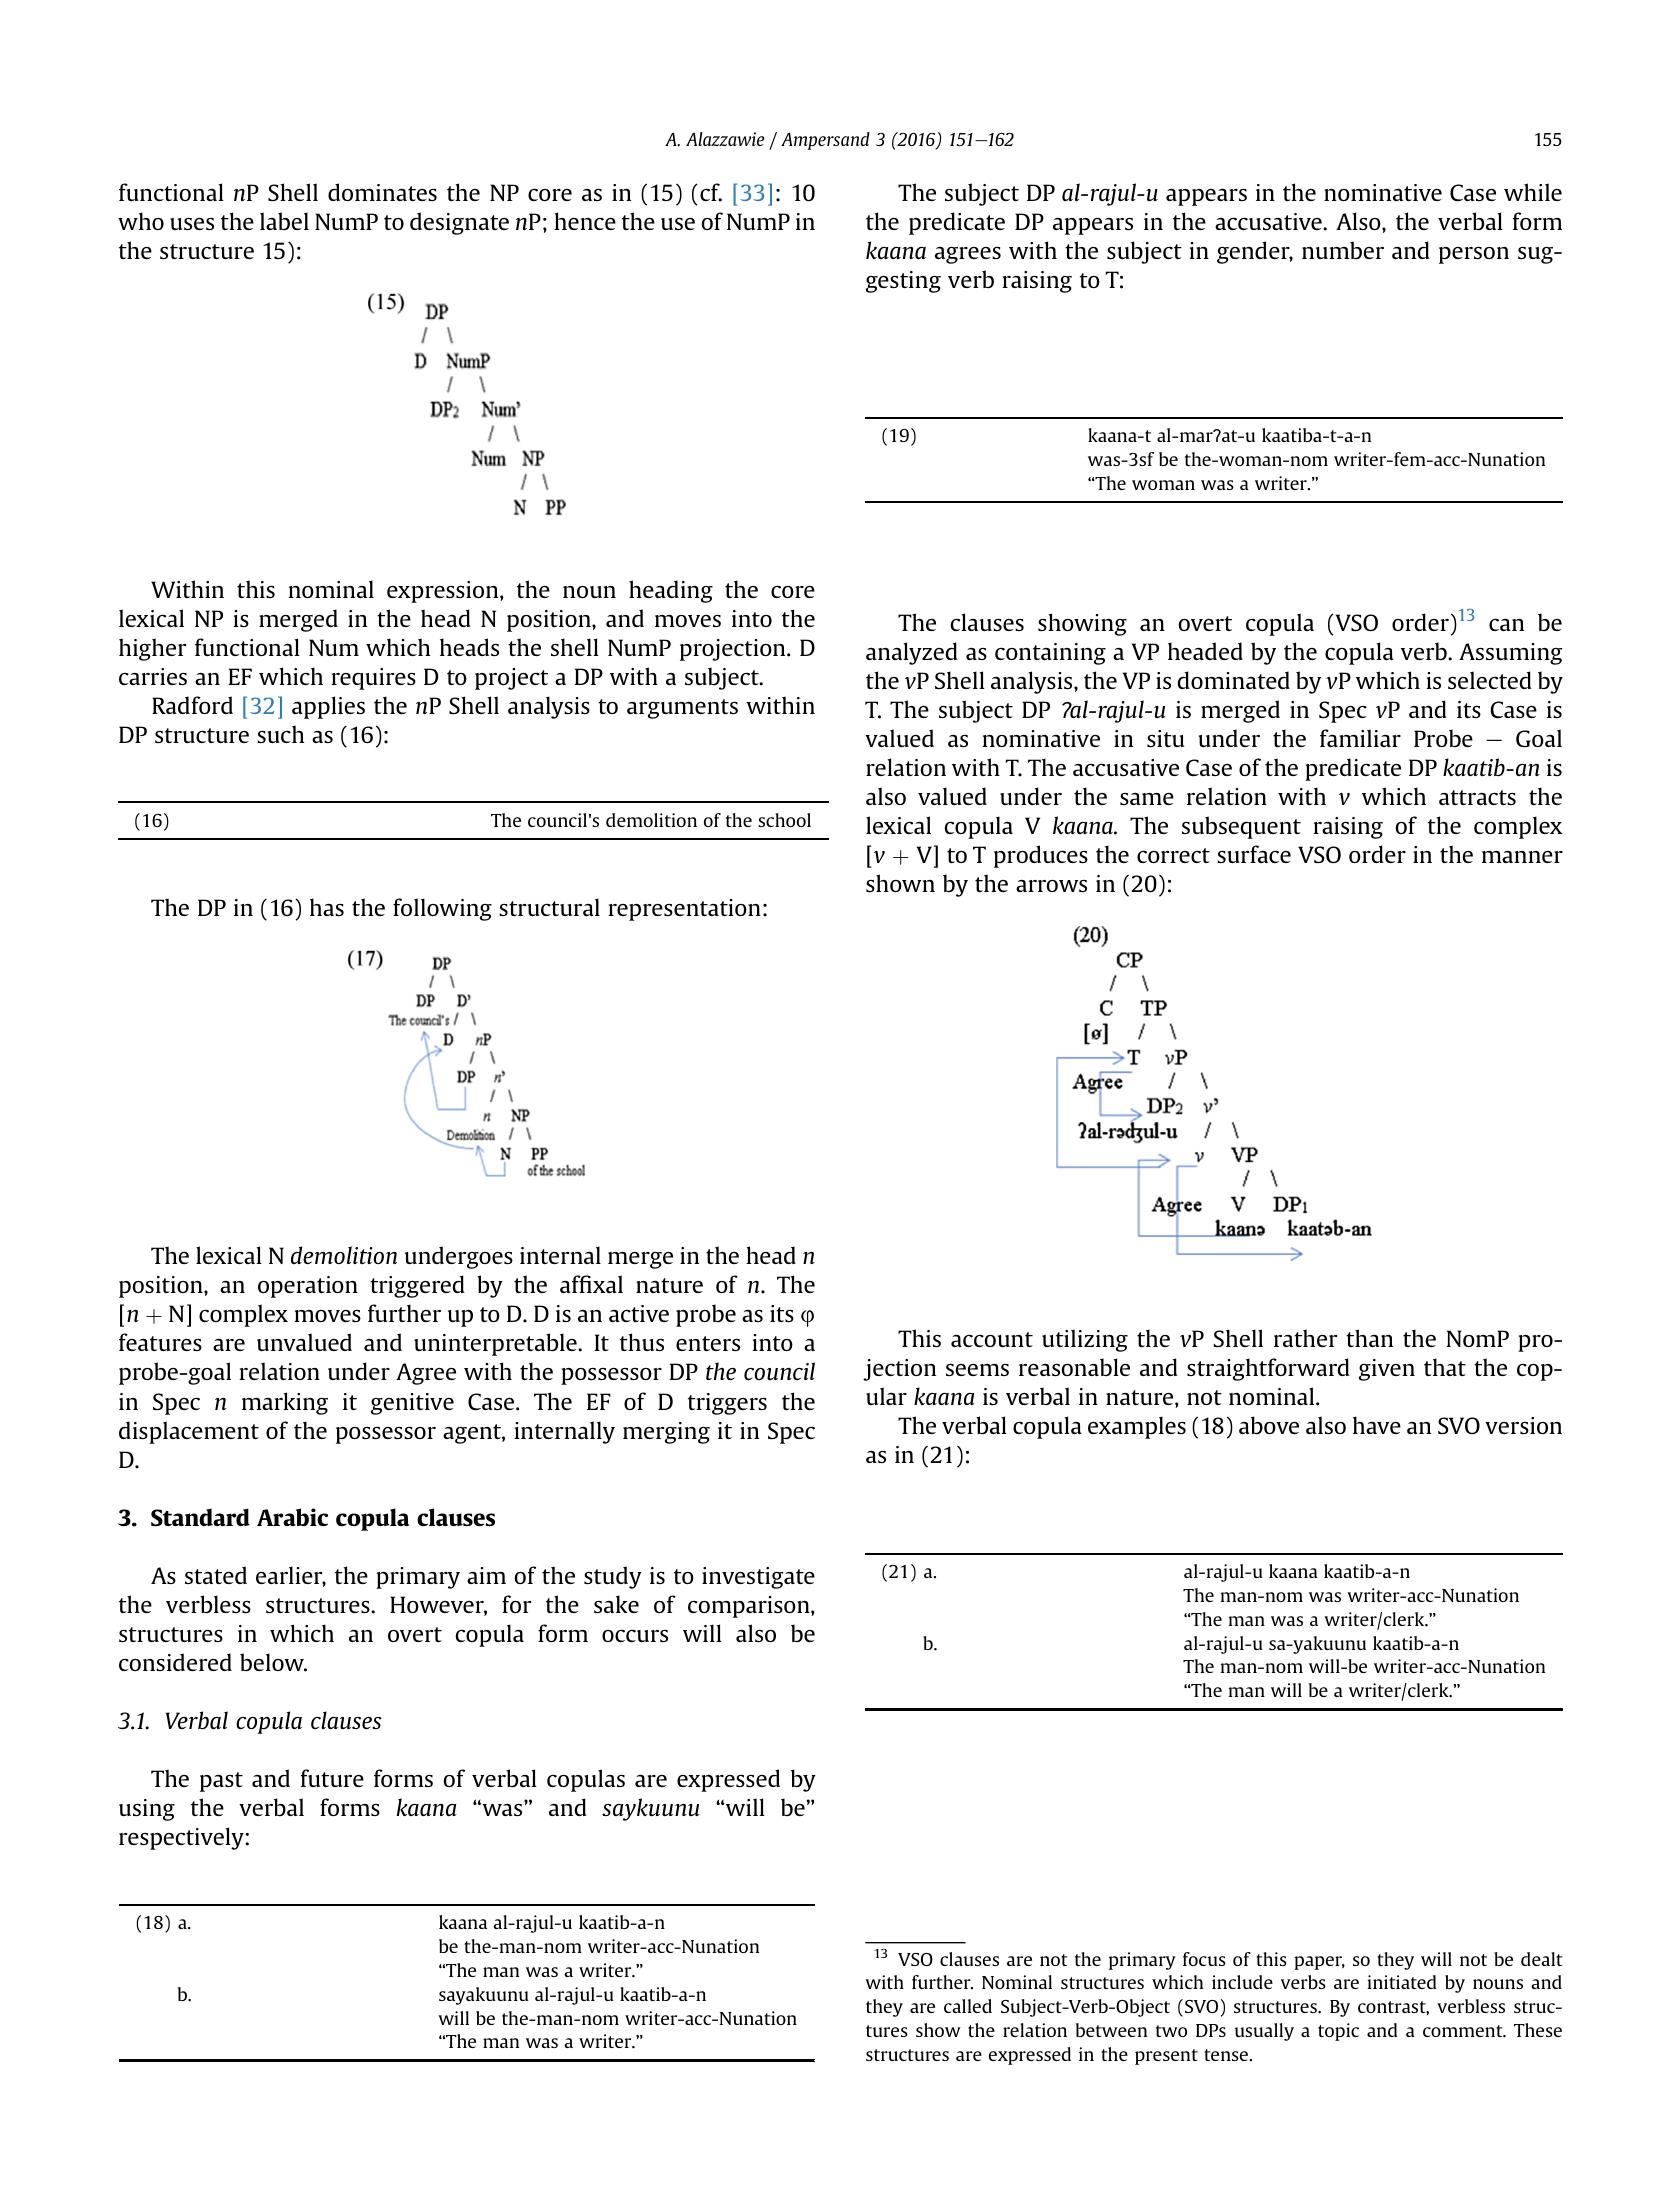 A. Alazzawie / Ampersand 3 (2016) 151–162
155
functional nP Shell dominates the NP core as in (15) (cf. [33]: 10
who uses the label NumP to designate nP; hence the use of NumP in
the structure 15):
(15)
DP
/ \
D NumP
/ \
DP₂ Num’
/ \
Num NP
/ \
N PP
Within this nominal expression, the noun heading the core
lexical NP is merged in the head N position, and moves into the
higher functional Num which heads the shell NumP projection. D
carries an EF which requires D to project a DP with a subject.
Radford [32] applies the nP Shell analysis to arguments within
DP structure such as (16):
(16) The council's demolition of the school
The DP in (16) has the following structural representation:
(17)
DP
/ \
DP D’
The council's / \
D nP
/ \
DP n’
/ \
n NP
Demolition / \
N PP
of the school
The lexical N demolition undergoes internal merge in the head n
position, an operation triggered by the affixal nature of n. The
[n + N] complex moves further up to D. D is an active probe as its φ
features are unvalued and uninterpretable. It thus enters into a
probe-goal relation under Agree with the possessor DP the council
in Spec n marking it genitive Case. The EF of D triggers the
displacement of the possessor agent, internally merging it in Spec
D.
3. Standard Arabic copula clauses
As stated earlier, the primary aim of the study is to investigate
the verbless structures. However, for the sake of comparison,
structures in which an overt copula form occurs will also be
considered below.
3.1. Verbal copula clauses
The past and future forms of verbal copulas are expressed by
using the verbal forms kaana “was” and saykuunu “will be”
respectively:
(18) a. kaana al-rajul-u kaatib-a-n
be the-man-nom writer-acc-Nunation
“The man was a writer.”
b. sayakuunu al-rajul-u kaatib-a-n
will be the-man-nom writer-acc-Nunation
“The man was a writer.”
The subject DP al-rajul-u appears in the nominative Case while
the predicate DP appears in the accusative. Also, the verbal form
kaana agrees with the subject in gender, number and person sug-
gesting verb raising to T:
(19) kaana-t al-marʔat-u kaatiba-t-a-n
was-3sf be the-woman-nom writer-fem-acc-Nunation
“The woman was a writer.”
The clauses showing an overt copula (VSO order)¹³ can be
analyzed as containing a VP headed by the copula verb. Assuming
the vP Shell analysis, the VP is dominated by vP which is selected by
T. The subject DP ʔal-rajul-u is merged in Spec vP and its Case is
valued as nominative in situ under the familiar Probe – Goal
relation with T. The accusative Case of the predicate DP kaatib-an is
also valued under the same relation with v which attracts the
lexical copula V kaana. The subsequent raising of the complex
[v + V] to T produces the correct surface VSO order in the manner
shown by the arrows in (20):
(20)
CP
/ \
C TP
[ø] / \
T vP
Agree / \
DP₂ v’
ʔal-rədʒul-u / \
v VP
/ \
Agree V DP₁
kaanə kaatəb-an
This account utilizing the vP Shell rather than the NomP pro-
jection seems reasonable and straightforward given that the cop-
ular kaana is verbal in nature, not nominal.
The verbal copula examples (18) above also have an SVO version
as in (21):
(21) a. al-rajul-u kaana kaatib-a-n
The man-nom was writer-acc-Nunation
“The man was a writer/clerk.”
b. al-rajul-u sa-yakuunu kaatib-a-n
The man-nom will-be writer-acc-Nunation
“The man will be a writer/clerk.”
¹³ VSO clauses are not the primary focus of this paper, so they will not be dealt
with further. Nominal structures which include verbs are initiated by nouns and
they are called Subject-Verb-Object (SVO) structures. By contrast, verbless struc-
tures show the relation between two DPs usually a topic and a comment. These
structures are expressed in the present tense.